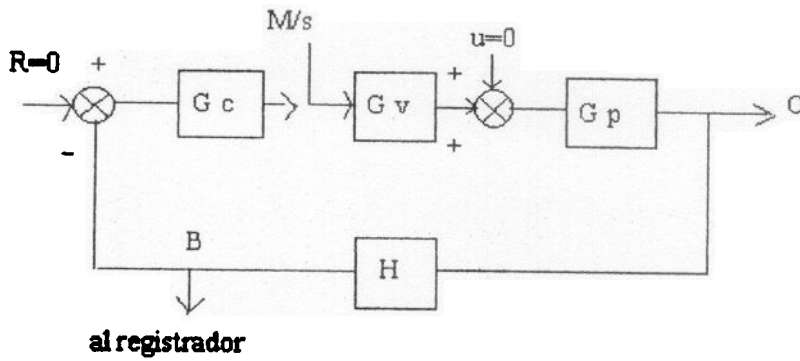 M/s
u=0
R=0
+
G c
+
G v
+
G p
C
-
B
H
al registrador